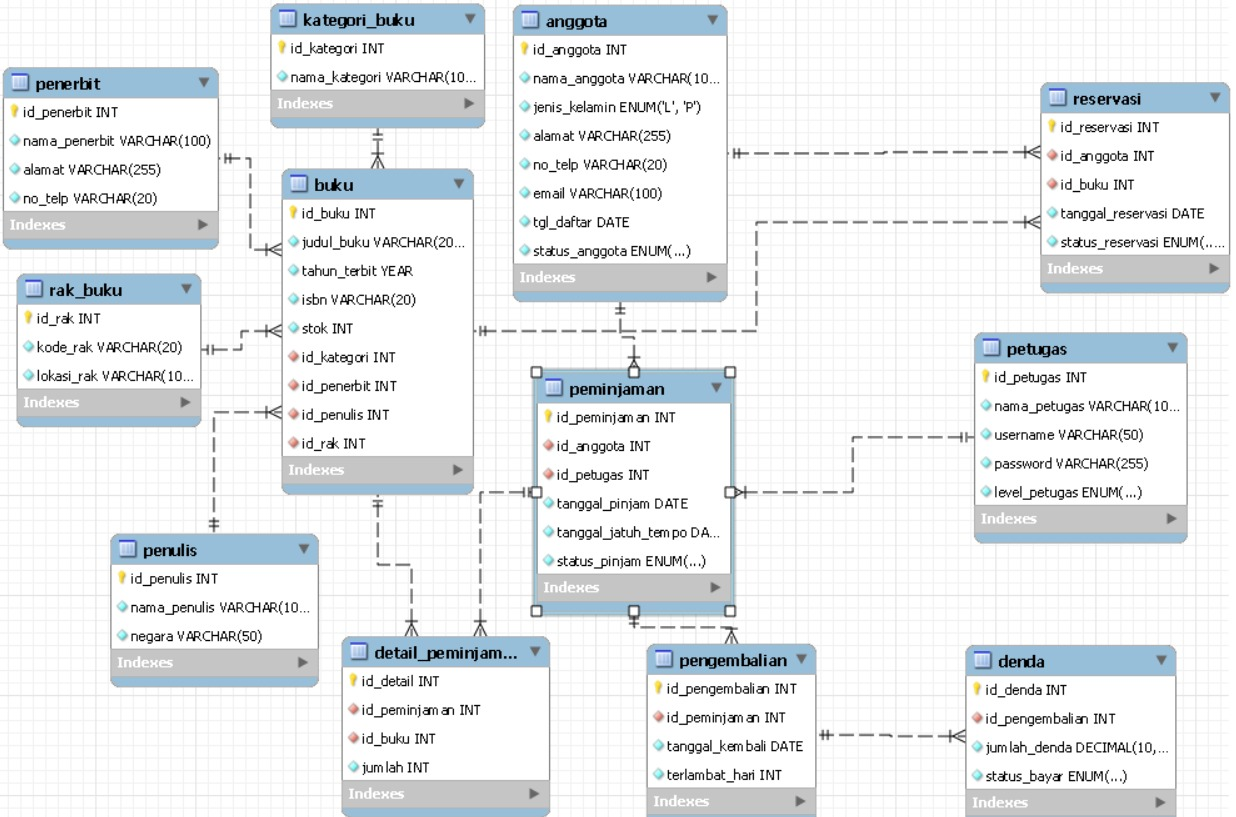 kategori_buku
id_kategori INT
nama_kategori VARCHAR(10...
Indexes
anggota
id_anggota INT
nama_anggota VARCHAR(10...
jenis_kelamin ENUM('L', 'P')
alamat VARCHAR(255)
no_telp VARCHAR(20)
email VARCHAR(100)
tgl_daftar DATE
status_anggota ENUM(...)
Indexes
penerbit
id_penerbit INT
nama_penerbit VARCHAR(100)
alamat VARCHAR(255)
no_telp VARCHAR(20)
Indexes
reservasi
id_reservasi INT
id_anggota INT
id_buku INT
tanggal_reservasi DATE
status_reservasi ENUM(.....
Indexes
buku
id_buku INT
judul_buku VARCHAR(20...
tahun_terbit YEAR
isbn VARCHAR(20)
stok INT
id_kategori INT
id_penerbit INT
id_penulis INT
id_rak INT
Indexes
rak_buku
id_rak INT
kode_rak VARCHAR(20)
lokasi_rak VARCHAR(10...
Indexes
petugas
id_petugas INT
nama_petugas VARCHAR(10...
username VARCHAR(50)
password VARCHAR(255)
level_petugas ENUM(...)
Indexes
peminjaman
id_peminjaman INT
id_anggota INT
id_petugas INT
tanggal_pinjam DATE
tanggal_jatuh_tempo DA...
status_pinjam ENUM(...)
Indexes
penulis
id_penulis INT
nama_penulis VARCHAR(10...
negara VARCHAR(50)
Indexes
detail_peminjam...
id_detail INT
id_peminjaman INT
id_buku INT
jumlah INT
Indexes
pengembalian
id_pengembalian INT
id_peminjaman INT
tanggal_kembali DATE
terlambat_hari INT
Indexes
denda
id_denda INT
id_pengembalian INT
jumlah_denda DECIMAL(10,...
status_bayar ENUM(...)
Indexes